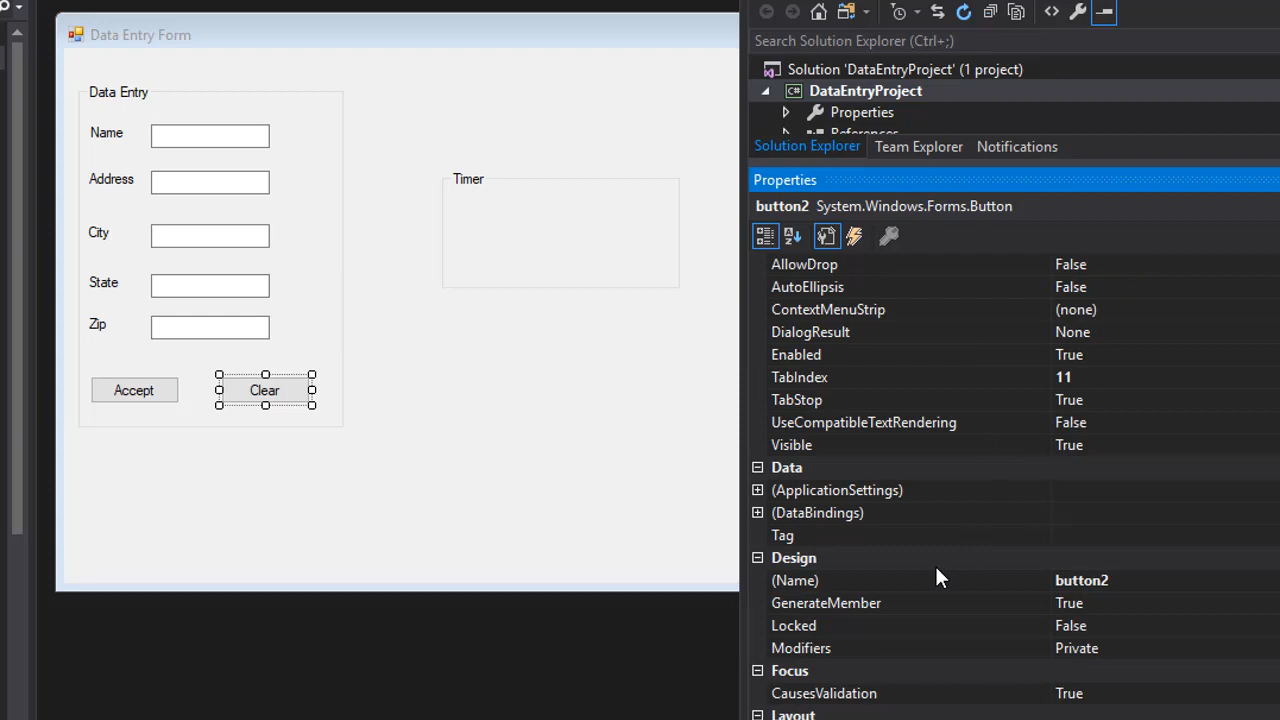 Data Entry Form
Data Entry
Name
Address
City
State
Zip
Accept
Clear
Timer
Search Solution Explorer (Ctrl+;)
Solution 'DataEntryProject' (1 project)
C# DataEntryProject
Properties
References
Solution Explorer Team Explorer Notifications
Properties
button2 System.Windows.Forms.Button
AllowDrop False
AutoEllipsis False
ContextMenuStrip (none)
DialogResult None
Enabled True
TabIndex 11
TabStop True
UseCompatibleTextRendering False
Visible True
Data
(ApplicationSettings)
(DataBindings)
Tag
Design
(Name) button2
GenerateMember True
Locked False
Modifiers Private
Focus
CausesValidation True
Layout